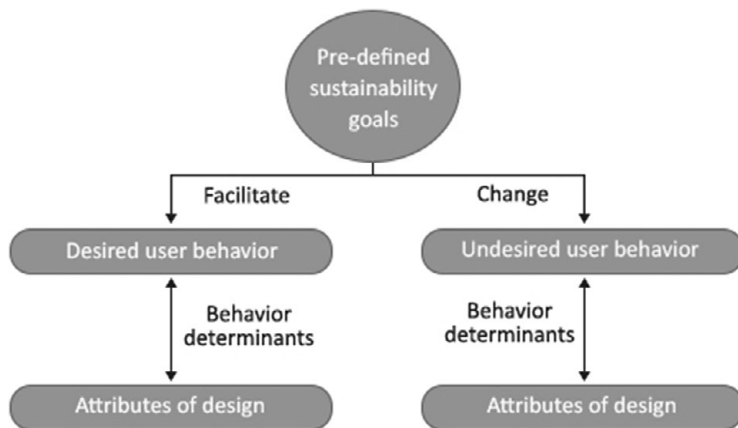 Pre-defined
sustainability
goals
Facilitate
Change
Desired user behavior
Undesired user behavior
Behavior
determinants
Behavior
determinants
Attributes of design
Attributes of design